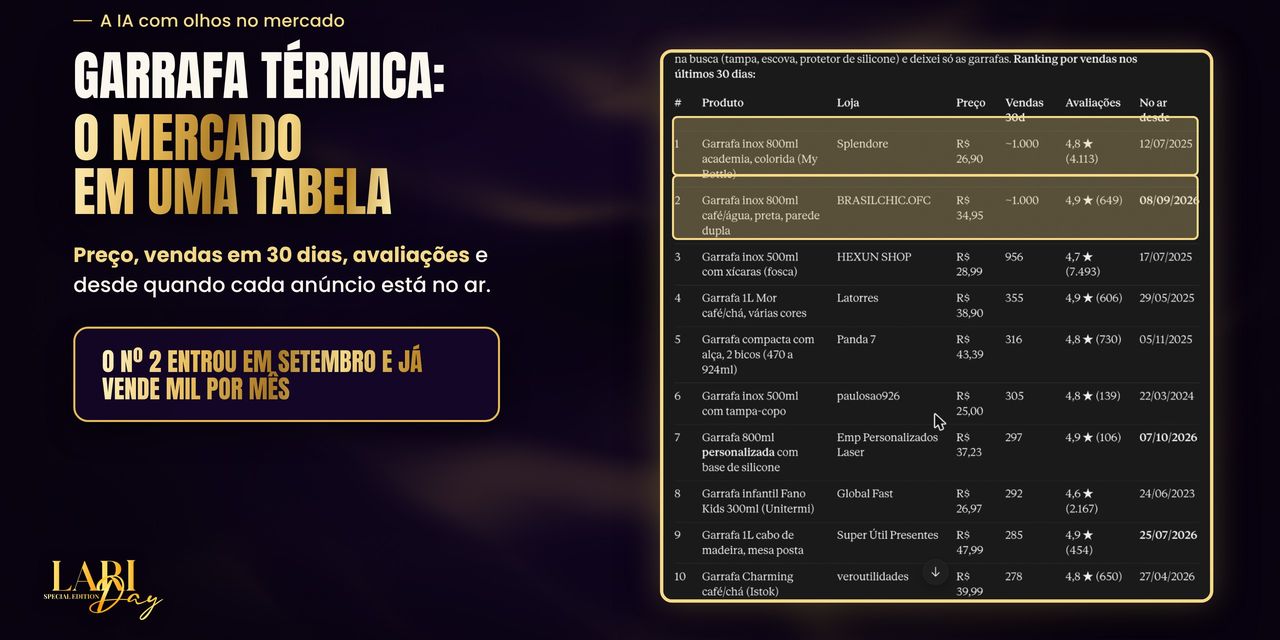 — A IA com olhos no mercado
GARRAFA TÉRMICA:
O MERCADO
EM UMA TABELA
Preço, vendas em 30 dias, avaliações e
desde quando cada anúncio está no ar.
O Nº 2 ENTROU EM SETEMBRO E JÁ
VENDE MIL POR MÊS
LABI
SPECIAL EDITION Day
na busca (tampa, escova, protetor de silicone) e deixei só as garrafas. Ranking por vendas nos
últimos 30 dias:
# Produto Loja Preço Vendas Avaliações No ar
30d desde
1 Garrafa inox 800ml Splendore R$ ~1.000 4,8 ★ 12/07/2025
academia, colorida (My 26,90 (4.113)
Bottle)
2 Garrafa inox 800ml BRASILCHIC.OFC R$ ~1.000 4,9 ★ (649) 08/09/2026
café/água, preta, parede 34,95
dupla
3 Garrafa inox 500ml HEXUN SHOP R$ 956 4,7 ★ 17/07/2025
com xícaras (fosca) 28,99 (7.493)
4 Garrafa 1L Mor Latorres R$ 355 4,9 ★ (606) 29/05/2025
café/chá, várias cores 38,90
5 Garrafa compacta com Panda 7 R$ 316 4,8 ★ (730) 05/11/2025
alça, 2 bicos (470 a 43,39
924ml)
6 Garrafa inox 500ml paulosao926 R$ 305 4,8 ★ (139) 22/03/2024
com tampa-copo 25,00
7 Garrafa 800ml Emp Personalizados R$ 297 4,9 ★ (106) 07/10/2026
personalizada com Laser 37,23
base de silicone
8 Garrafa infantil Fano Global Fast R$ 292 4,6 ★ 24/06/2023
Kids 300ml (Unitermi) 26,97 (2.167)
9 Garrafa 1L cabo de Super Útil Presentes R$ 285 4,9 ★ 25/07/2026
madeira, mesa posta 47,99 (454)
10 Garrafa Charming veroutilidades R$ 278 4,8 ★ (650) 27/04/2026
café/chá (Istok) 39,99